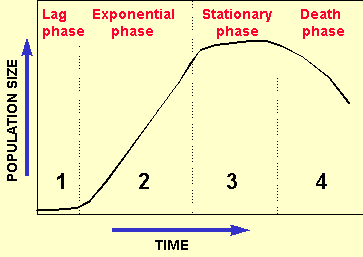 Lag
phase
Exponential
phase
Stationary
phase
Death
phase
POPULATION SIZE
1
2
3
4
TIME